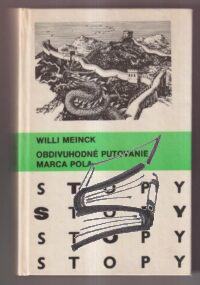 WILLI MEINCK
OBDIVUHODNÉ PUTOVANIE
MARCA POLA
STOPY
STOPY
STOPY
STOPY